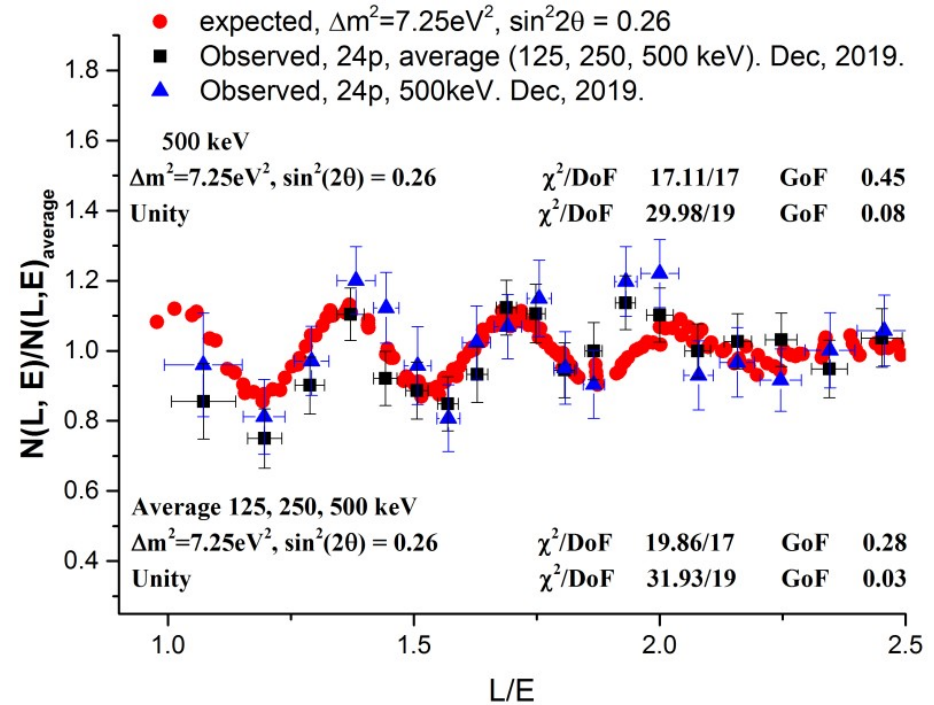 expected, Δm²=7.25eV², sin²2θ = 0.26
Observed, 24p, average (125, 250, 500 keV). Dec, 2019.
Observed, 24p, 500keV. Dec, 2019.
500 keV
Δm²=7.25eV², sin²(2θ) = 0.26 χ²/DoF 17.11/17 GoF 0.45
Unity χ²/DoF 29.98/19 GoF 0.08
N(L, E)/N(L,E)average
1.8
1.6
1.4
1.2
1.0
0.8
0.6
0.4
Average 125, 250, 500 keV
Δm²=7.25eV², sin²(2θ) = 0.26 χ²/DoF 19.86/17 GoF 0.28
Unity χ²/DoF 31.93/19 GoF 0.03
1.0 1.5 2.0 2.5
L/E